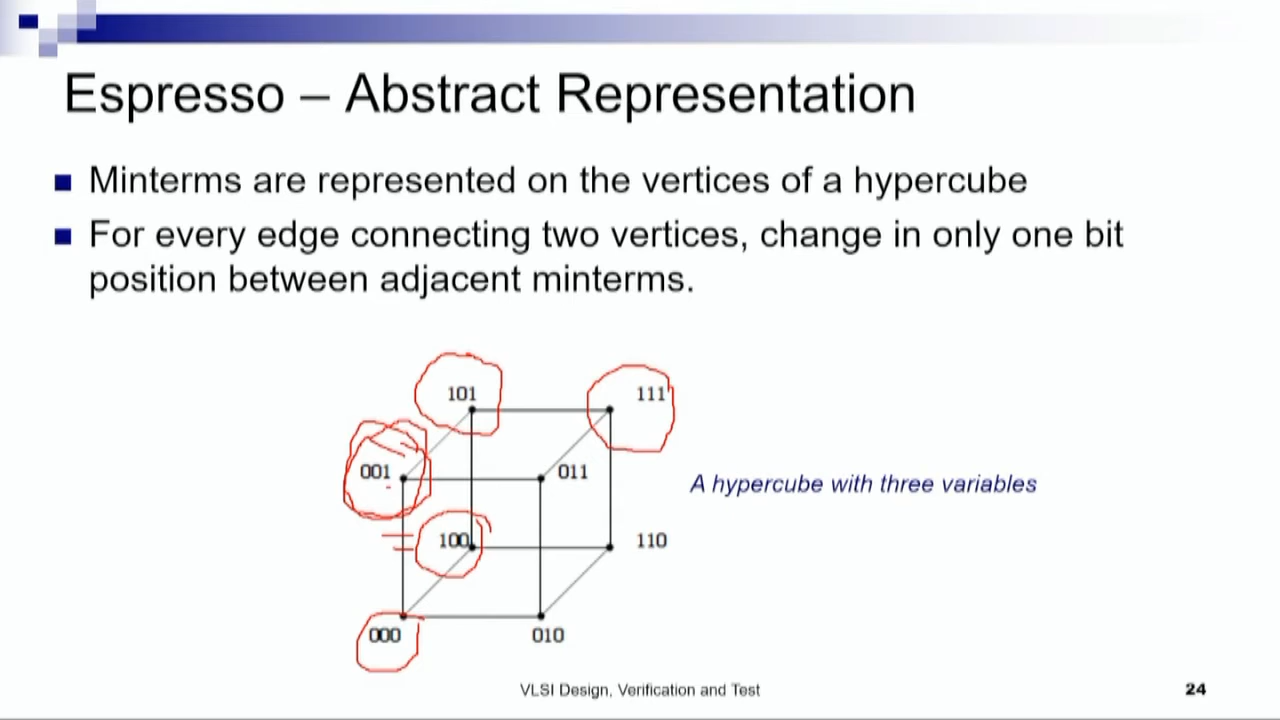 Espresso – Abstract Representation
Minterms are represented on the vertices of a hypercube
For every edge connecting two vertices, change in only one bit
position between adjacent minterms.
101
111
001
011
A hypercube with three variables
100
110
000
010
VLSI Design, Verification and Test
24